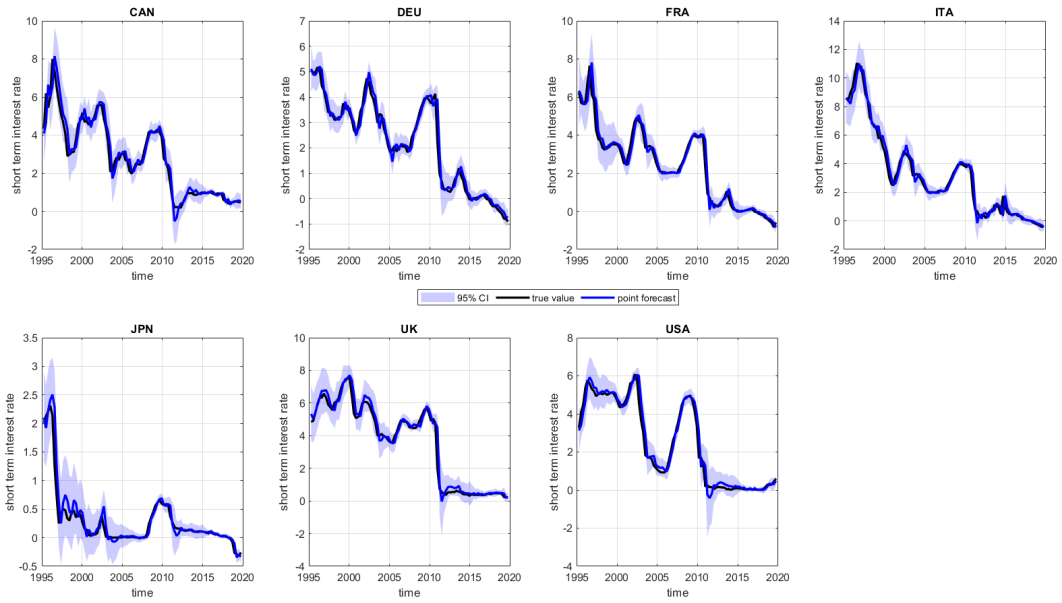 CAN
DEU
FRA
ITA
short term interest rate
10
8
6
4
2
0
-2
1995 2000 2005 2010 2015 2020
time
short term interest rate
7
6
5
4
3
2
1
0
-1
1995 2000 2005 2010 2015 2020
time
short term interest rate
10
8
6
4
2
0
-2
1995 2000 2005 2010 2015 2020
time
short term interest rate
14
12
10
8
6
4
2
0
-2
1995 2000 2005 2010 2015 2020
time
95% CI true value point forecast
JPN
UK
USA
short term interest rate
3.5
3
2.5
2
1.5
1
0.5
0
-0.5
1995 2000 2005 2010 2015 2020
time
short term interest rate
10
8
6
4
2
0
-2
-4
1995 2000 2005 2010 2015 2020
time
short term interest rate
8
6
4
2
0
-2
-4
1995 2000 2005 2010 2015 2020
time